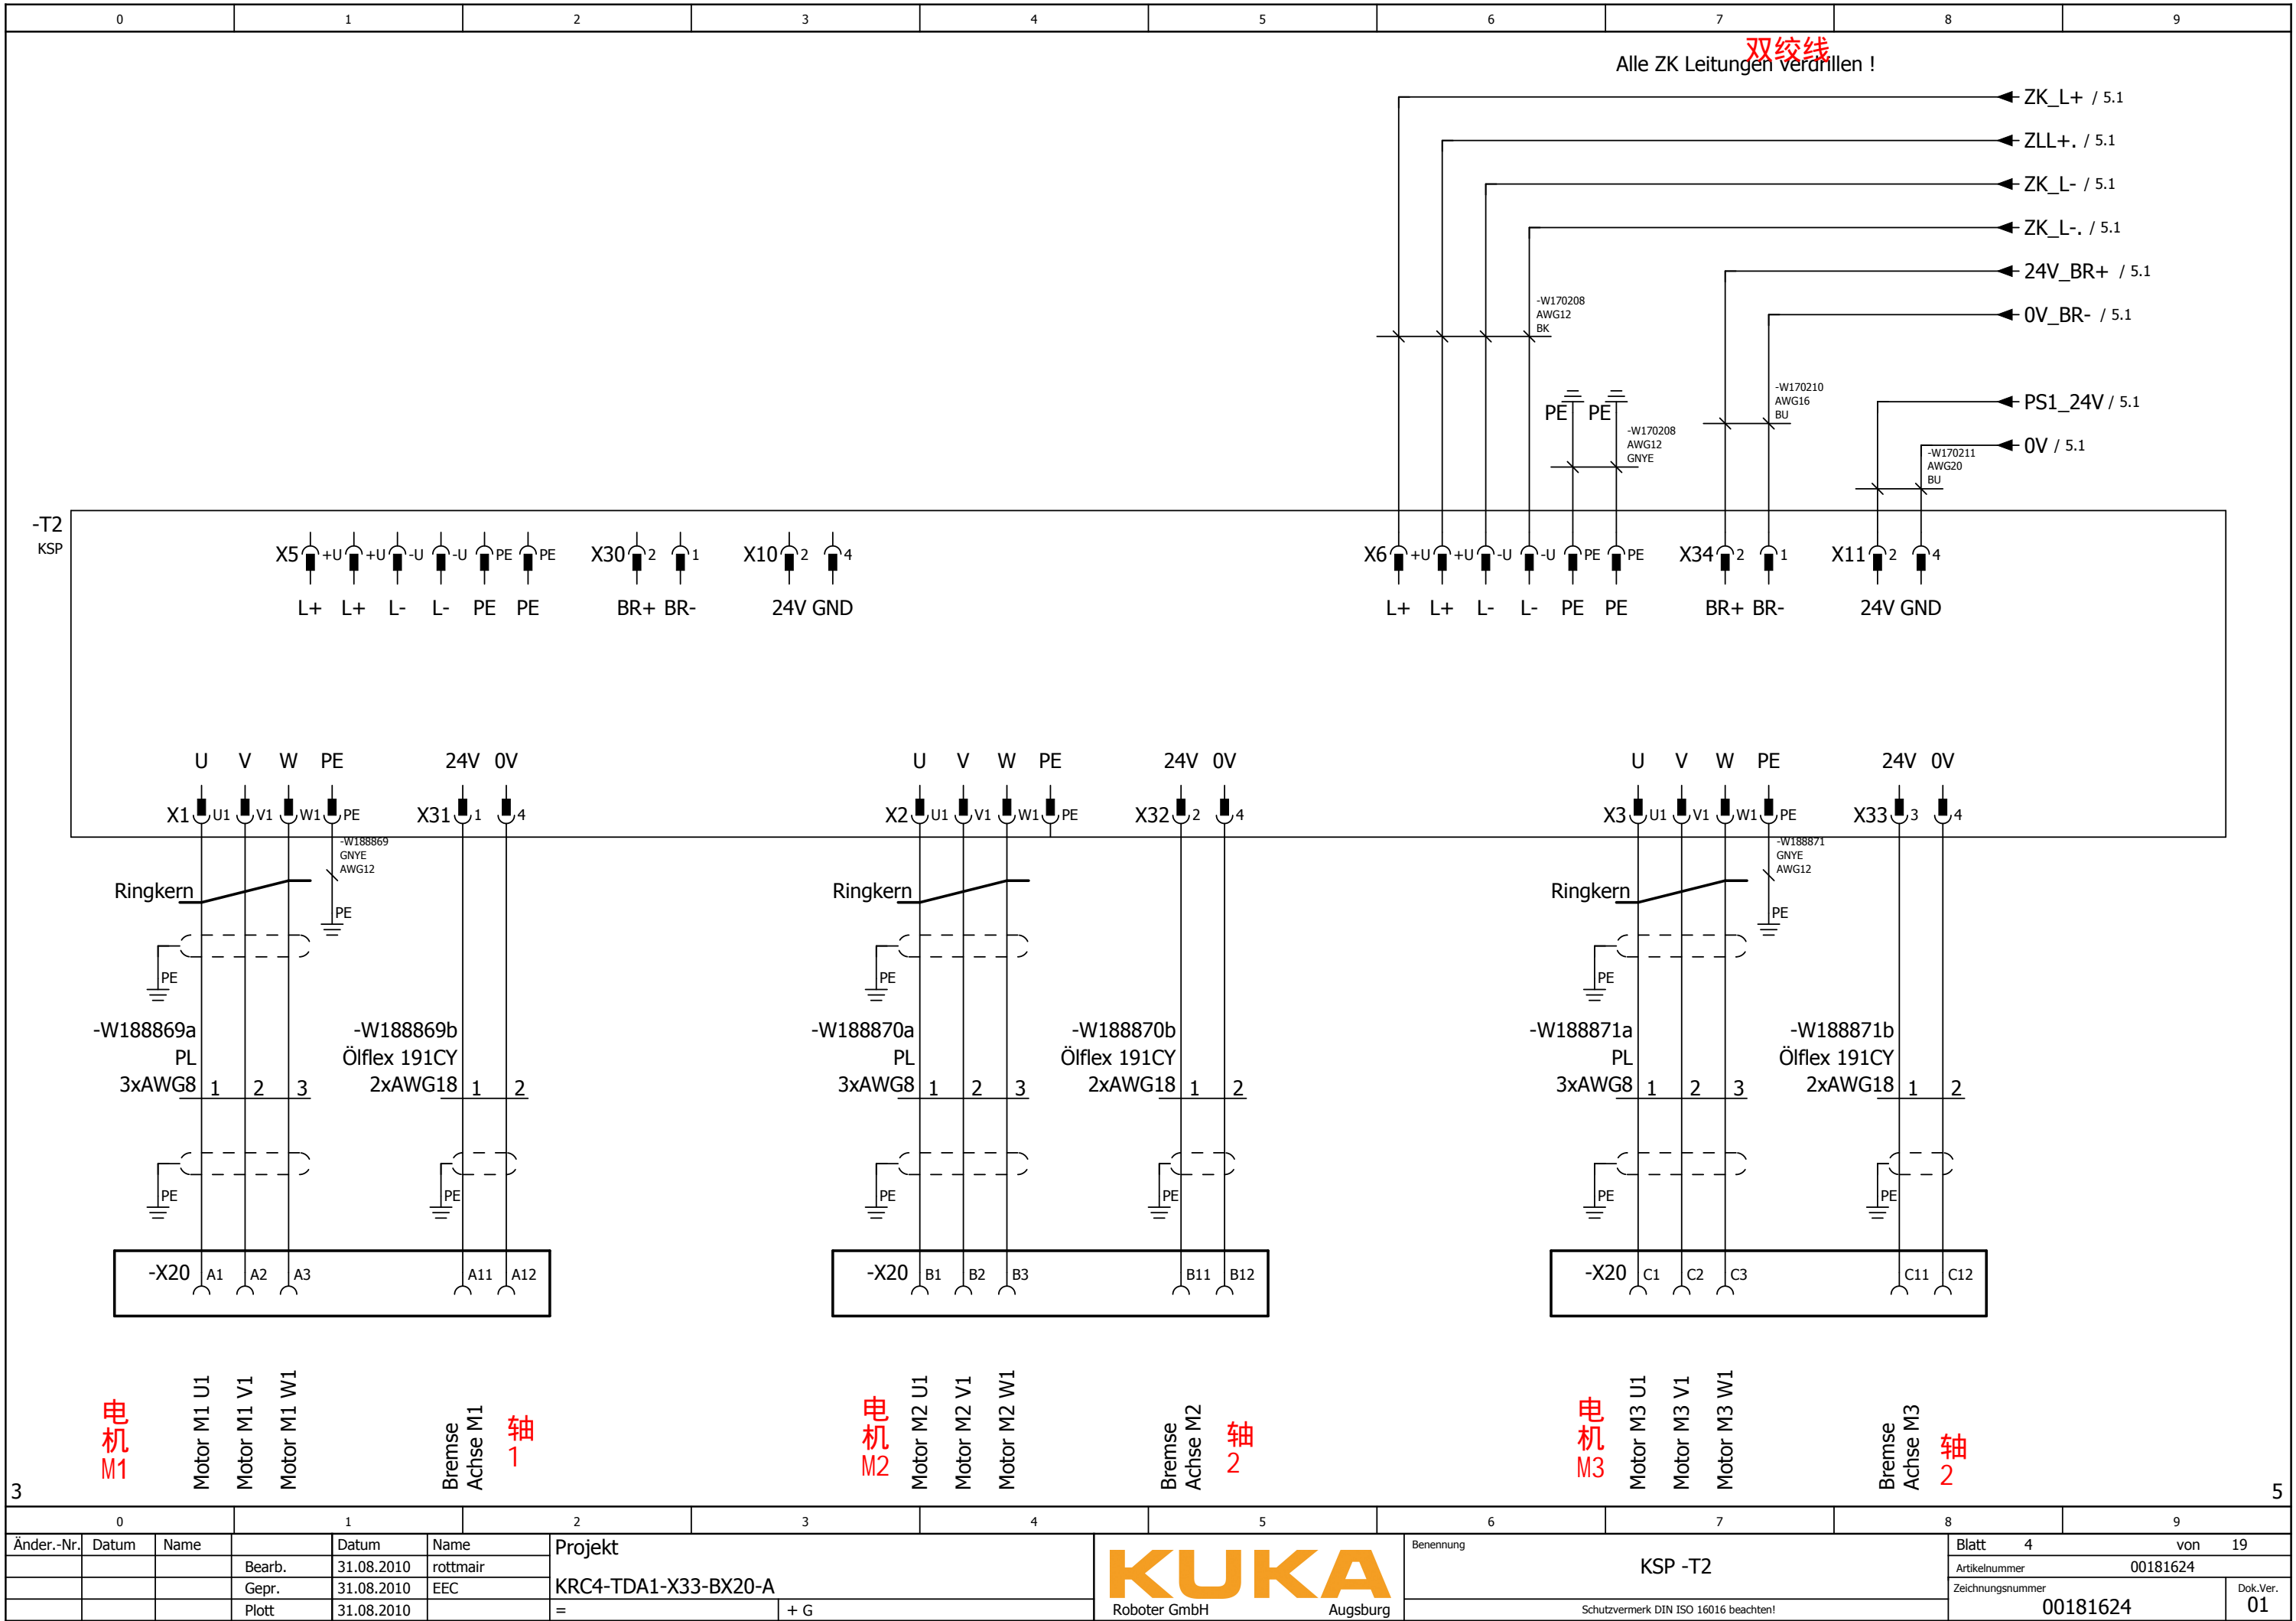 0 1 2 3 4 5 6 7 8 9
双绞线
Alle ZK Leitungen verdrillen !
ZK_L+ / 5.1
ZLL+. / 5.1
ZK_L- / 5.1
ZK_L-. / 5.1
24V_BR+ / 5.1
-W170208
AWG12
BK
0V_BR- / 5.1
-W170210
AWG16
BU
PS1_24V / 5.1
PE PE
-W170208
AWG12
GNYE
0V / 5.1
-W170211
AWG20
BU
-T2
KSP
X5 +U +U -U -U PE PE X30 2 1 X10 2 4 X6 +U +U -U -U PE PE X34 2 1 X11 2 4
L+ L+ L- L- PE PE BR+ BR- 24V GND L+ L+ L- L- PE PE BR+ BR- 24V GND
U V W PE 24V 0V U V W PE 24V 0V U V W PE 24V 0V
X1 U1 V1 W1 PE X31 1 4 X2 U1 V1 W1 PE X32 2 4 X3 U1 V1 W1 PE X33 3 4
-W188869
GNYE
AWG12
-W188871
GNYE
AWG12
Ringkern Ringkern Ringkern
PE PE
PE PE PE
-W188869a -W188869b -W188870a -W188870b -W188871a -W188871b
PL Ölflex 191CY PL Ölflex 191CY PL Ölflex 191CY
3xAWG8 1 2 3 2xAWG18 1 2 3xAWG8 1 2 3 2xAWG18 1 2 3xAWG8 1 2 3 2xAWG18 1 2
PE PE PE PE PE PE
-X20 A1 A2 A3 A11 A12 -X20 B1 B2 B3 B11 B12 -X20 C1 C2 C3 C11 C12
电机M1
Motor M1 U1
Motor M1 V1
Motor M1 W1
Bremse
Achse M1
轴1
电机M2
Motor M2 U1
Motor M2 V1
Motor M2 W1
Bremse
Achse M2
轴2
电机M3
Motor M3 U1
Motor M3 V1
Motor M3 W1
Bremse
Achse M3
轴2
3 5
0 1 2 3 4 5 6 7 8 9
Änder.-Nr. Datum Name Datum Name
Bearb. 31.08.2010 rottmair
Gepr. 31.08.2010 EEC
Plott 31.08.2010
Projekt
KRC4-TDA1-X33-BX20-A
= + G
KUKA
Roboter GmbH Augsburg
Benennung
KSP -T2
Schutzvermerk DIN ISO 16016 beachten!
Blatt 4 von 19
Artikelnummer 00181624
Zeichnungsnummer
00181624
Dok.Ver.
01